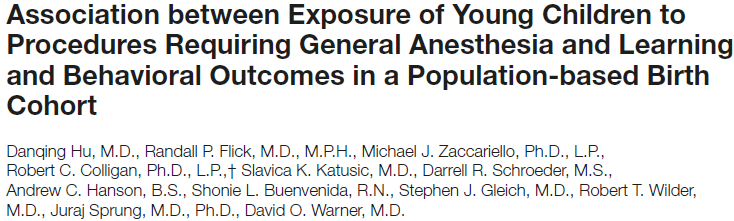 Association between Exposure of Young Children to
Procedures Requiring General Anesthesia and Learning
and Behavioral Outcomes in a Population-based Birth
Cohort
Danqing Hu, M.D., Randall P. Flick, M.D., M.P.H., Michael J. Zaccariello, Ph.D., L.P.,
Robert C. Colligan, Ph.D., L.P.,† Slavica K. Katusic, M.D., Darrell R. Schroeder, M.S.,
Andrew C. Hanson, B.S., Shonie L. Buenvenida, R.N., Stephen J. Gleich, M.D., Robert T. Wilder,
M.D., Juraj Sprung, M.D., Ph.D., David O. Warner, M.D.